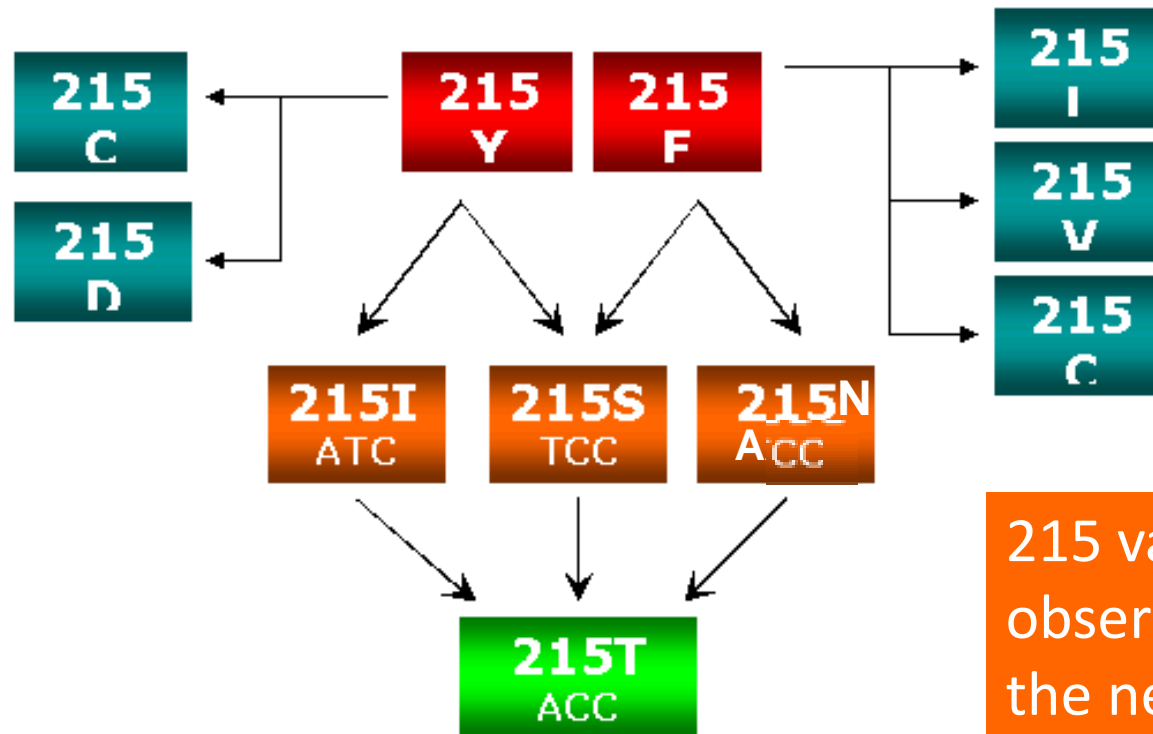 215
C
215
Y
215
F
215
I
215
D
215
V
215
C
215I
ATC
215S
TCC
215N
ACC
215T
ACC
215 va
obser
the ne